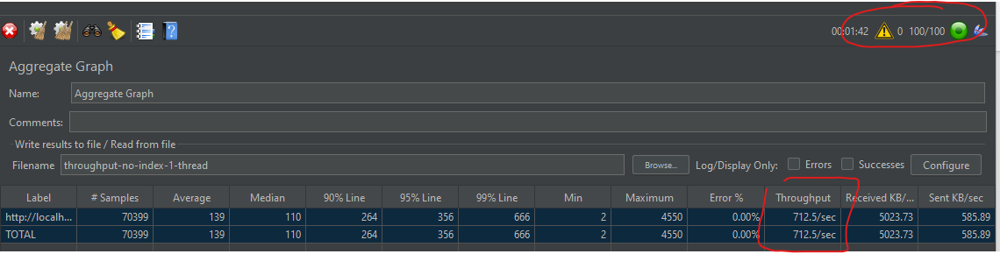 00:01:42 0 100/100
Aggregate Graph
Name: Aggregate Graph
Comments:
Write results to file / Read from file
Filename throughput-no-index-1-thread Browse... Log/Display Only: Errors Successes Configure
Label # Samples Average Median 90% Line 95% Line 99% Line Min Maximum Error % Throughput Received KB/... Sent KB/sec
http://localh... 70399 139 110 264 356 666 2 4550 0.00% 712.5/sec 5023.73 585.89
TOTAL 70399 139 110 264 356 666 2 4550 0.00% 712.5/sec 5023.73 585.89